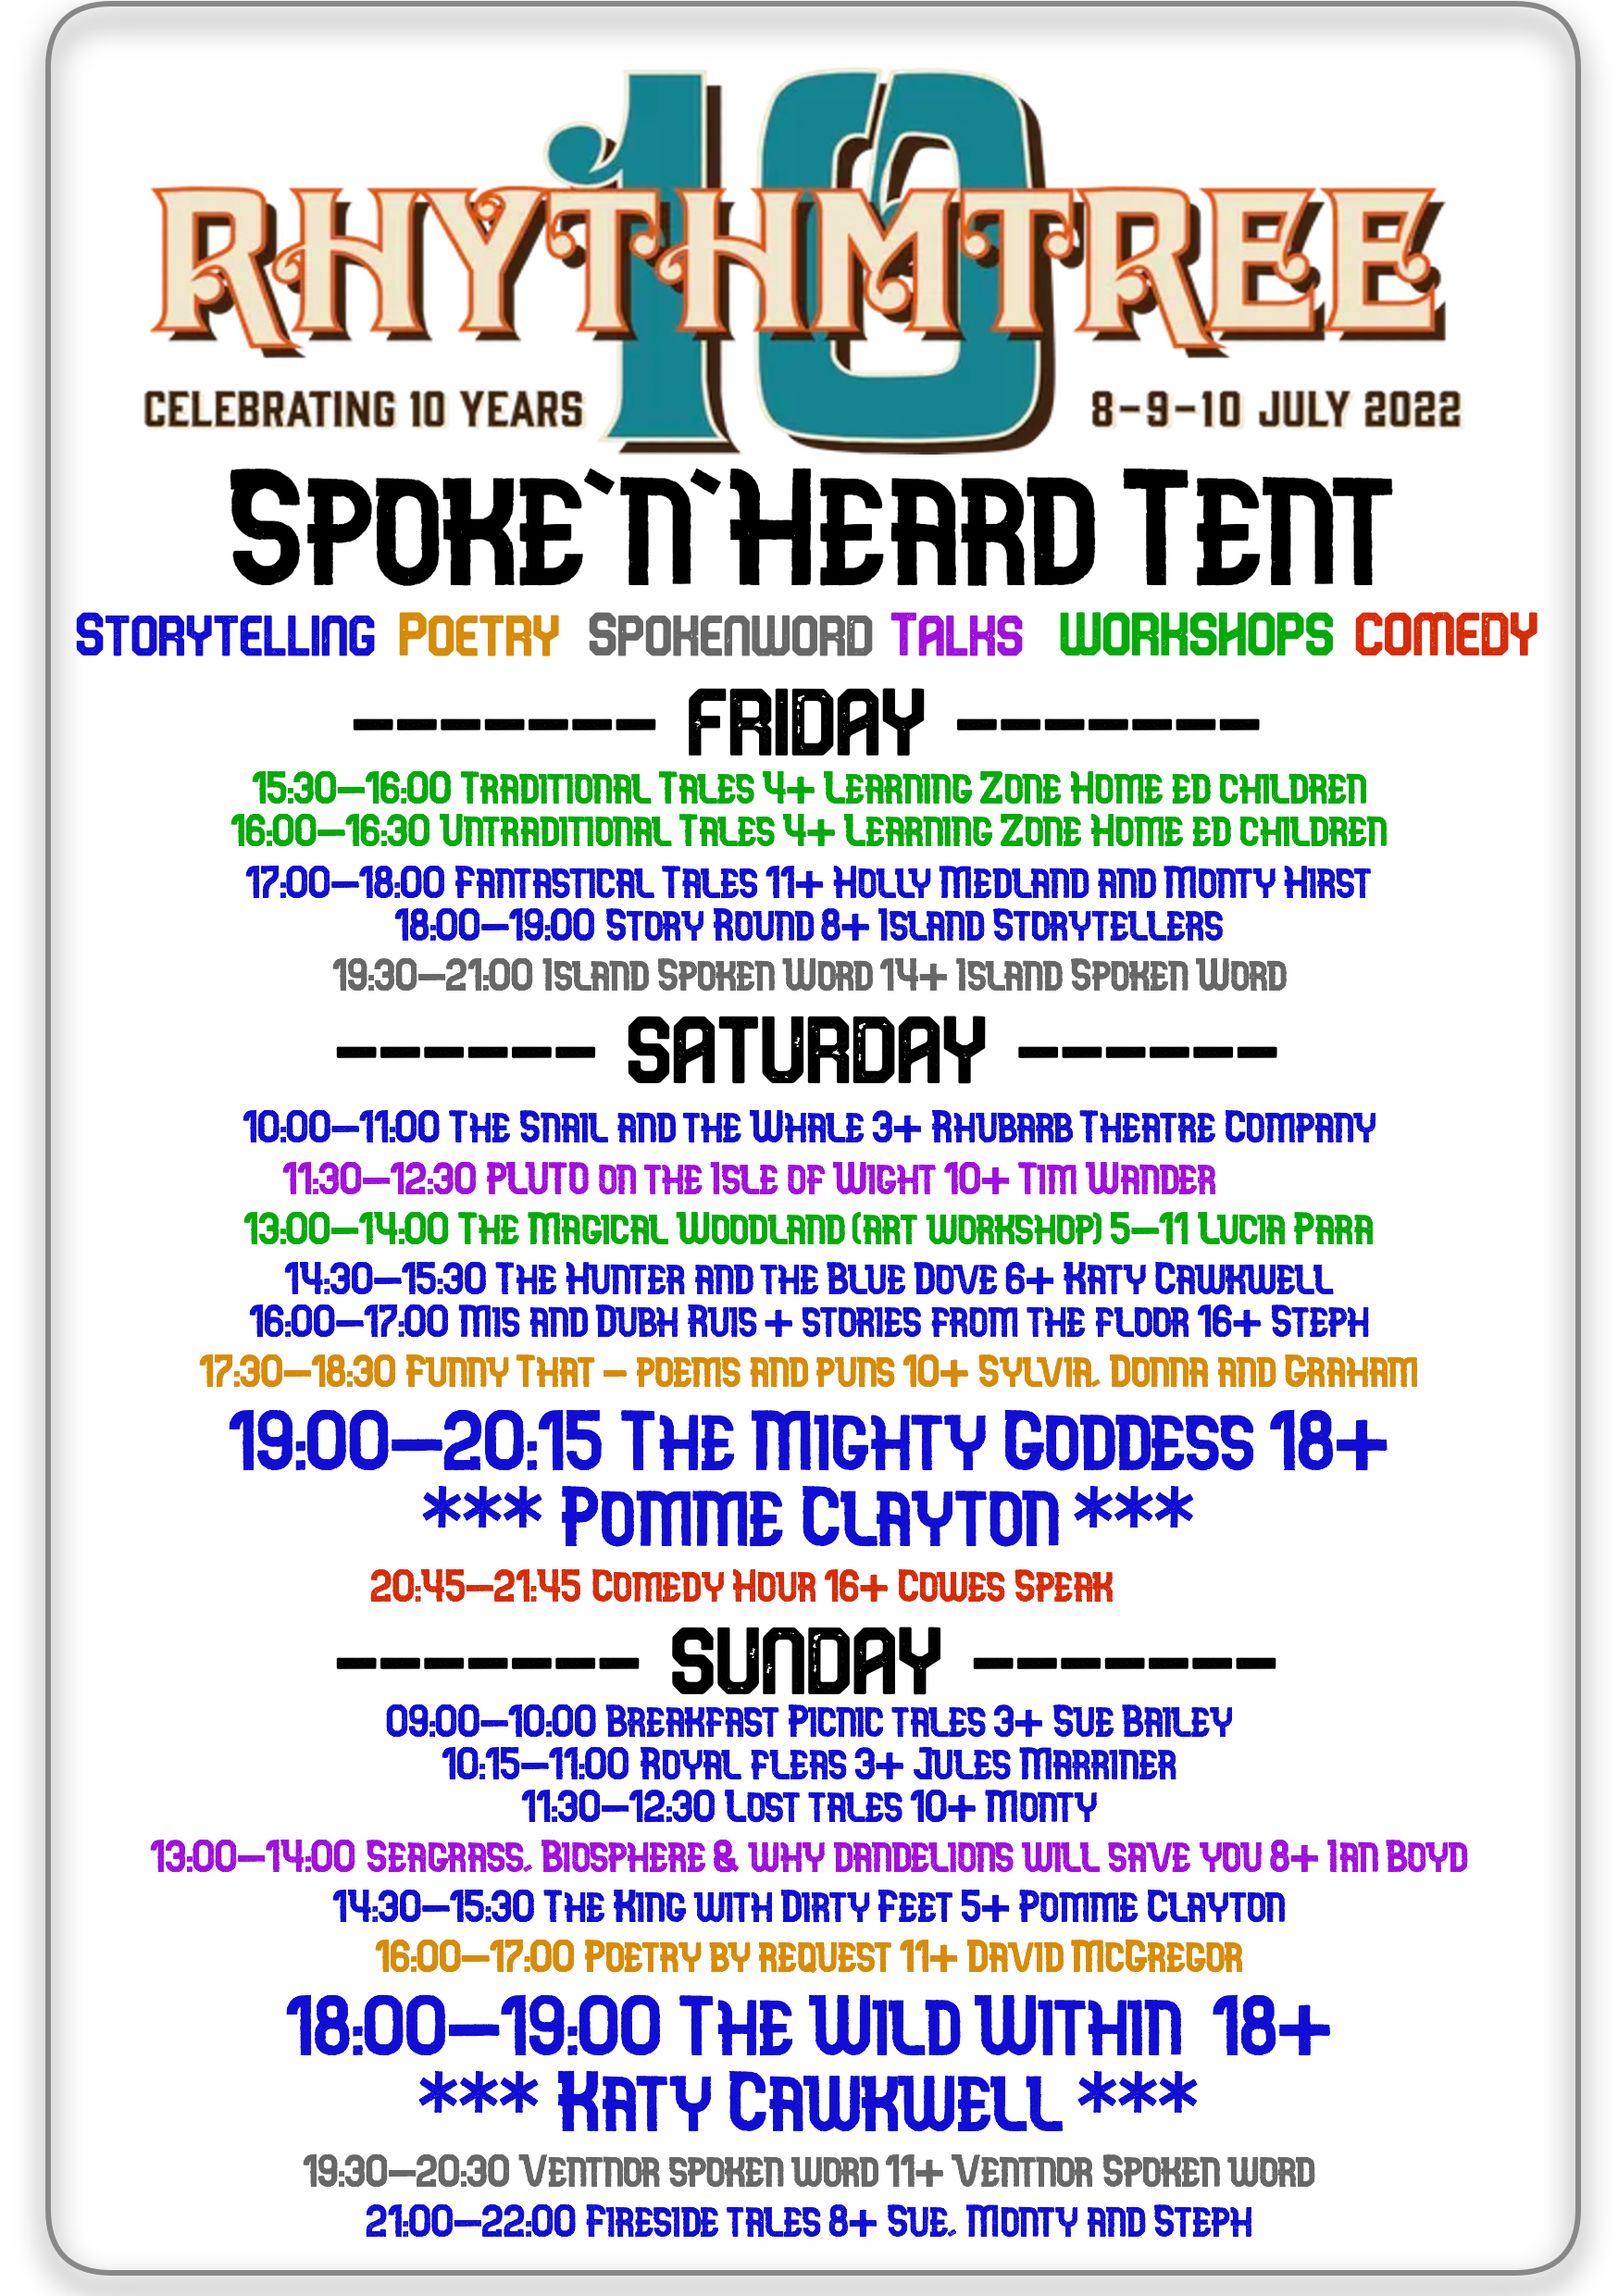 10
RHYTHMTREE
CELEBRATING 10 YEARS 8-9-10 JULY 2022
Spoke`n`Heard Tent
Storytelling Poetry Spokenword Talks Workshops Comedy
------- FRIDAY -------
15:30–16:00 Traditional Tales 4+ Learning Zone Home ed children
16:00–16:30 Untraditional Tales 4+ Learning Zone Home ed children
17:00–18:00 Fantastical Tales 11+ Holly Medland and Monty Hirst
18:00–19:00 Story Round 8+ Island Storytellers
19:30–21:00 Island Spoken Word 14+ Island Spoken Word
------ SATURDAY ------
10:00–11:00 The Snail and the Whale 3+ Rhubarb Theatre Company
11:30–12:30 PLUTO on the Isle of Wight 10+ Tim Wander
13:00–14:00 The Magical Woodland (art workshop) 5–11 Lucia Para
14:30–15:30 The Hunter and the Blue Dove 6+ Katy Cawkwell
16:00–17:00 Mis and Dubh Ruis + stories from the floor 16+ Steph
17:30–18:30 Funny That – poems and puns 10+ Sylvia, Donna and Graham
19:00–20:15 The Mighty Goddess 18+
*** Pomme Clayton ***
20:45–21:45 Comedy Hour 16+ Cowes Speak
------- SUNDAY -------
09:00–10:00 Breakfast Picnic tales 3+ Sue Bailey
10:15–11:00 Royal fleas 3+ Jules Marriner
11:30–12:30 Lost tales 10+ Monty
13:00–14:00 Seagrass, Biosphere & why dandelions will save you 8+ Ian Boyd
14:30–15:30 The King with Dirty Feet 5+ Pomme Clayton
16:00–17:00 Poetry by request 11+ David McGregor
18:00–19:00 The Wild Within 18+
*** Katy Cawkwell ***
19:30–20:30 Ventnor spoken word 11+ Ventnor Spoken word
21:00–22:00 Fireside tales 8+ Sue, Monty and Steph